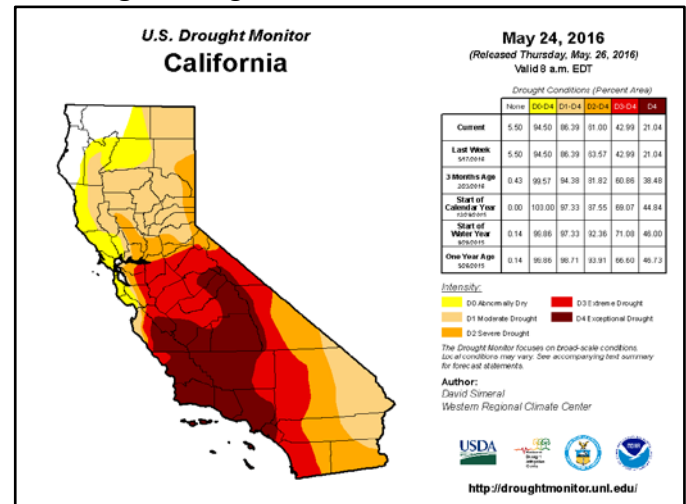 U.S. Drought Monitor
California
May 24, 2016
(Released Thursday, May. 26, 2016)
Valid 8 a.m. EDT
Drought Conditions (Percent Area)
None D0-D4 D1-D4 D2-D4 D3-D4 D4
Current 5.50 94.50 86.39 61.00 42.99 21.04
Last Week 5.50 94.50 86.39 63.57 42.99 21.04
3 Months Ago 0.43 99.57 94.38 81.82 60.86 38.48
Start of
Calendar Year 0.00 100.00 97.33 87.55 69.07 44.84
Start of
Water Year 0.14 99.86 97.33 92.36 71.08 46.00
One Year Ago 0.14 99.86 98.71 93.91 66.60 46.73
Intensity:
D0 Abnormally Dry D3 Extreme Drought
D1 Moderate Drought D4 Exceptional Drought
D2 Severe Drought
The Drought Monitor focuses on broad-scale conditions.
Local conditions may vary. See accompanying text summary
for forecast statements.
Author:
David Simeral
Western Regional Climate Center
USDA
http://droughtmonitor.unl.edu/